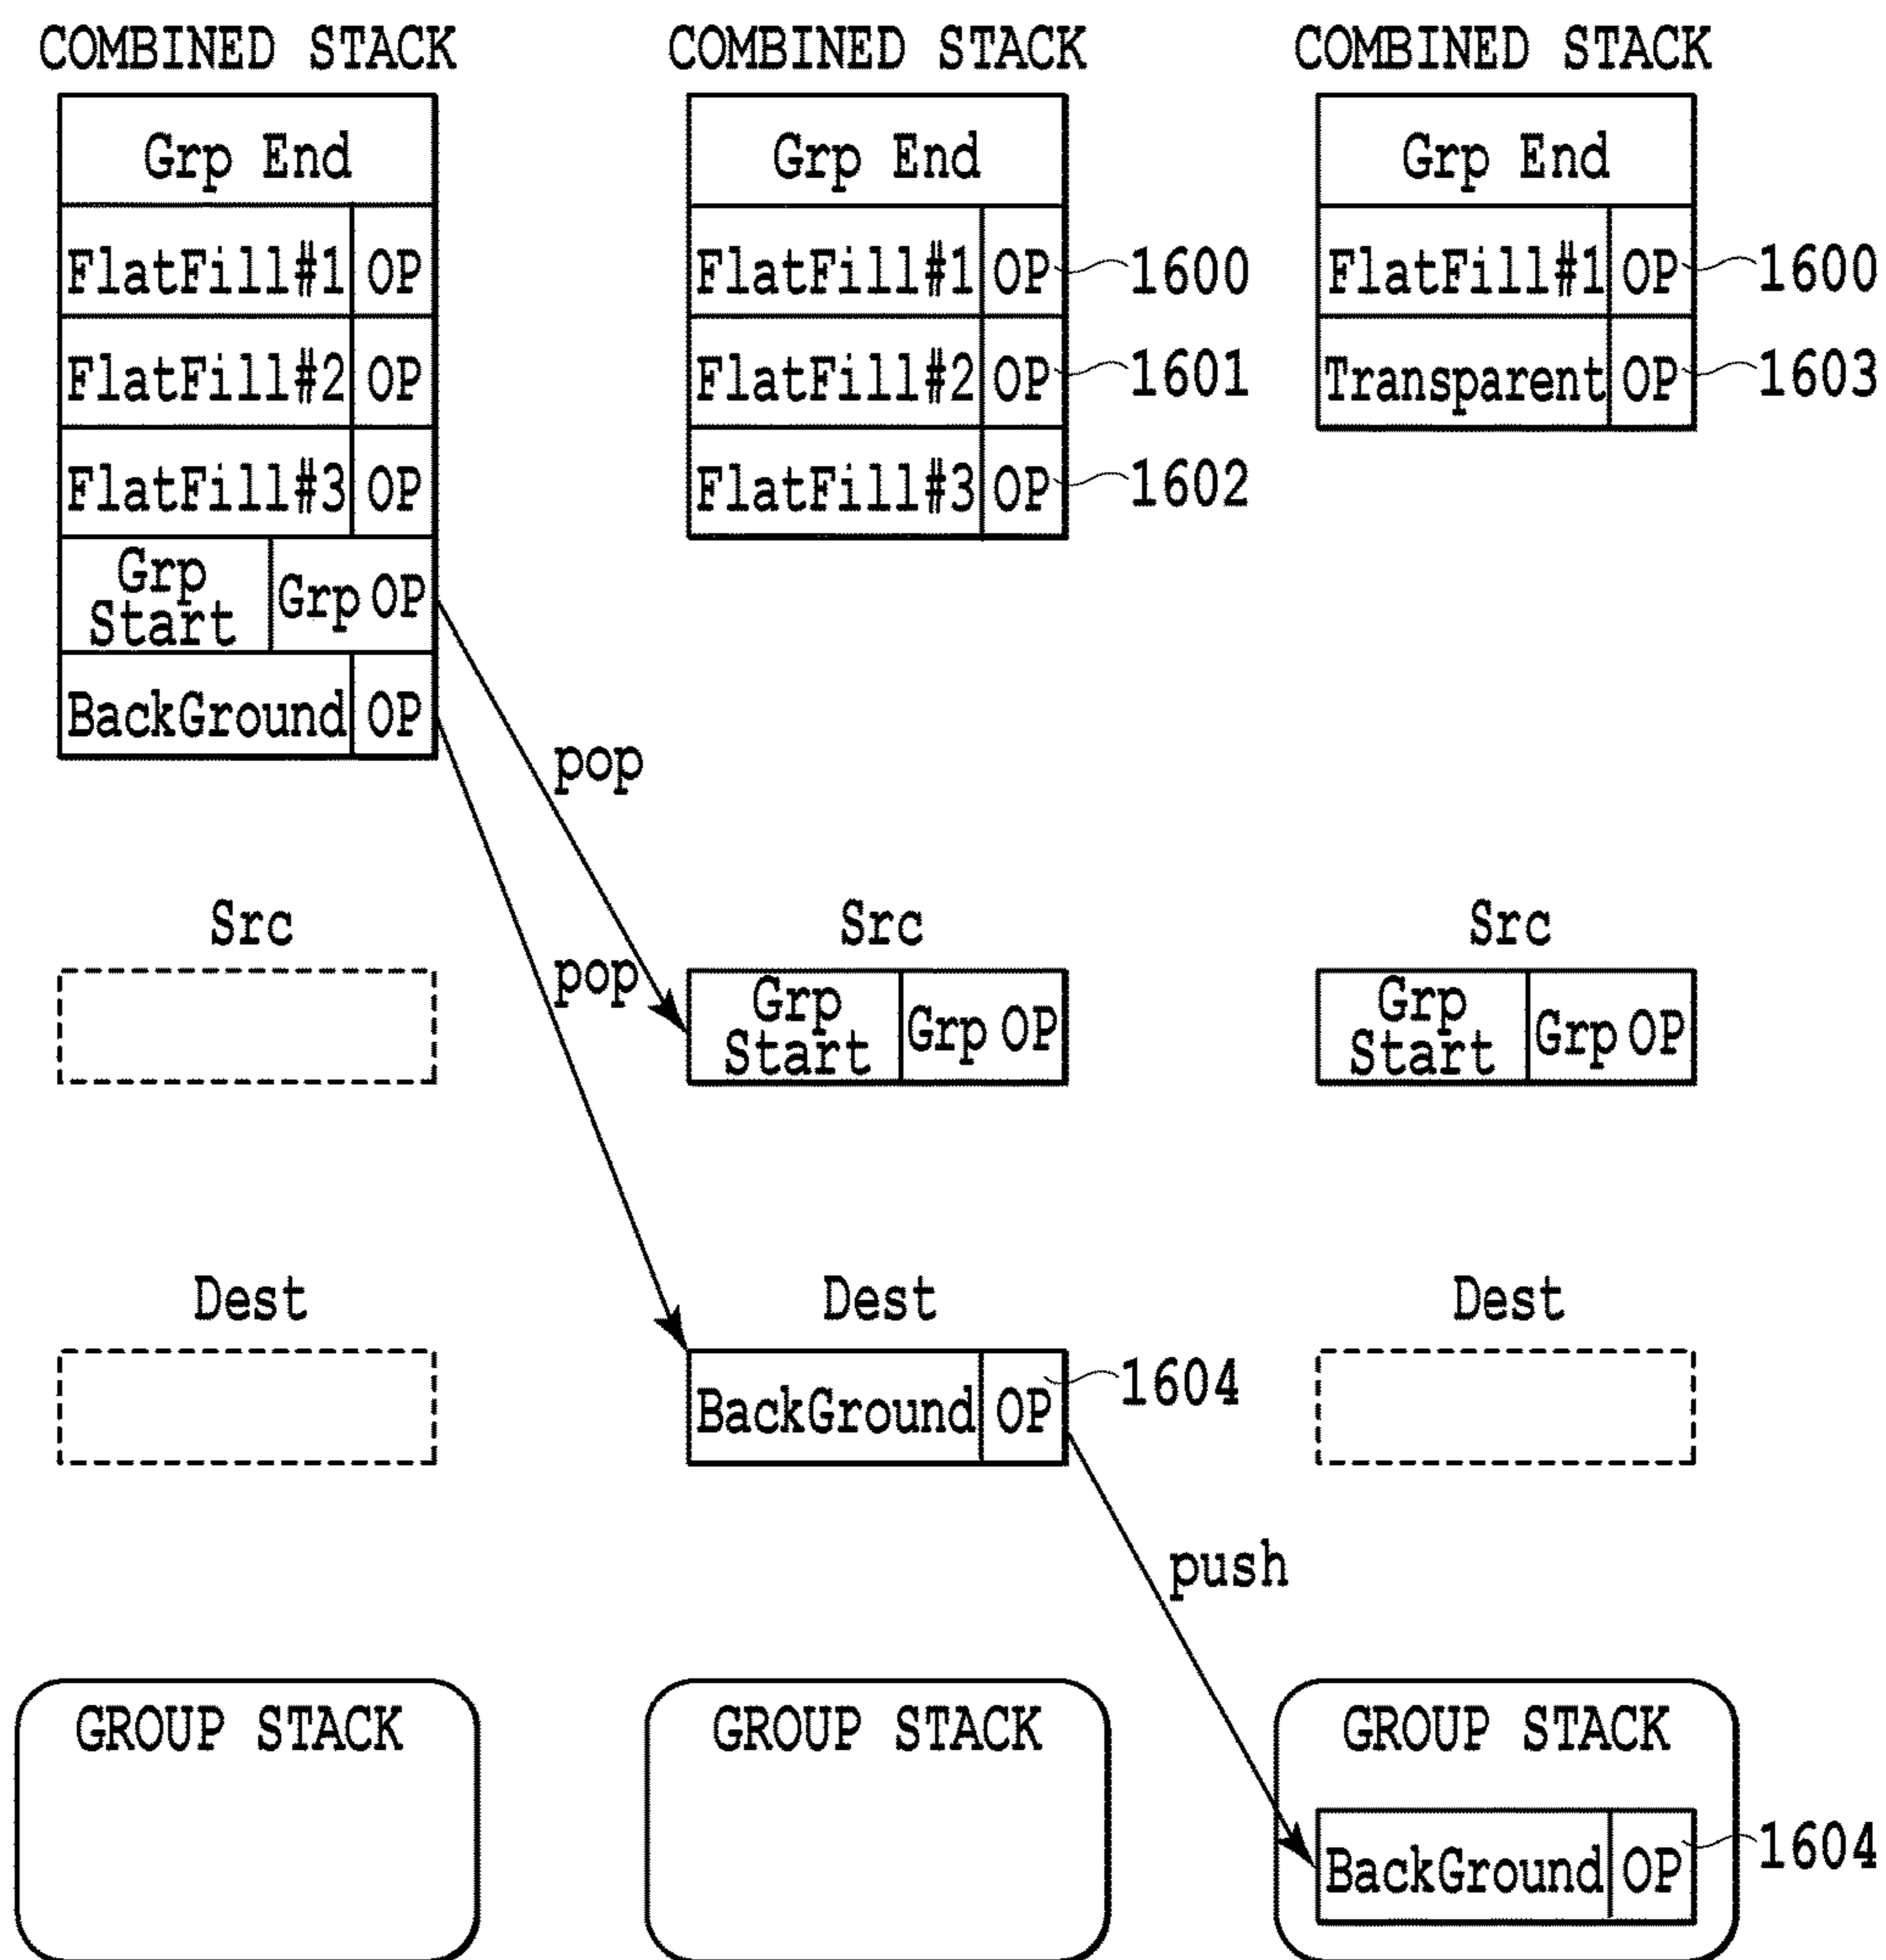 COMBINED STACK COMBINED STACK COMBINED STACK
Grp End Grp End Grp End
FlatFill#1 OP FlatFill#1 OP 1600 FlatFill#1 OP 1600
FlatFill#2 OP FlatFill#2 OP 1601 Transparent OP 1603
FlatFill#3 OP FlatFill#3 OP 1602
Grp
Start Grp OP
BackGround OP
pop
Src Src Src
pop
Grp
Start Grp OP
Grp
Start Grp OP
Dest Dest Dest
BackGround OP 1604
push
GROUP STACK GROUP STACK GROUP STACK
BackGround OP 1604